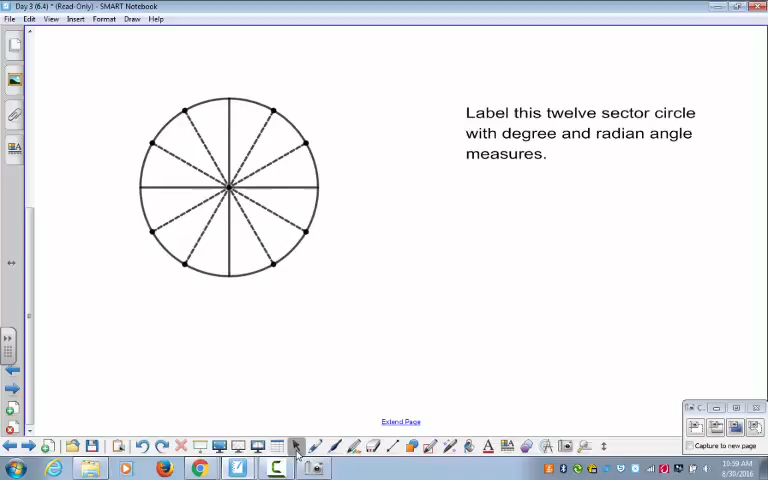 Day 3 (6.4) * (Read-Only) - SMART Notebook
File Edit View Insert Format Draw Help
Label this twelve sector circle
with degree and radian angle
measures.
Extend Page
Capture to new page
10:59 AM
8/30/2016